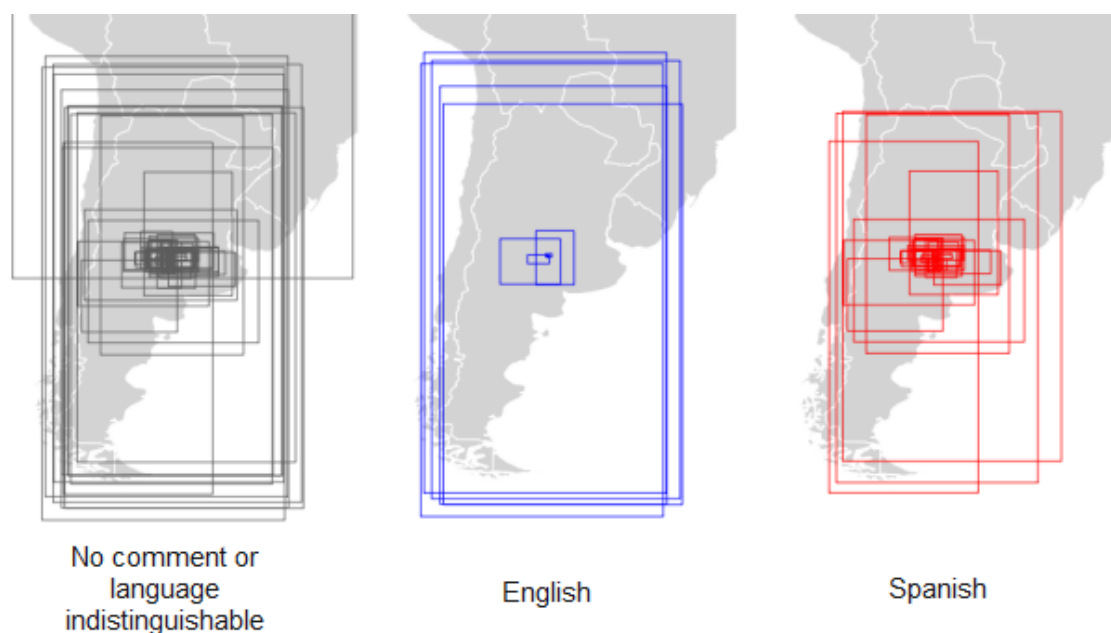 No comment or
language
indistinguishable
English
Spanish